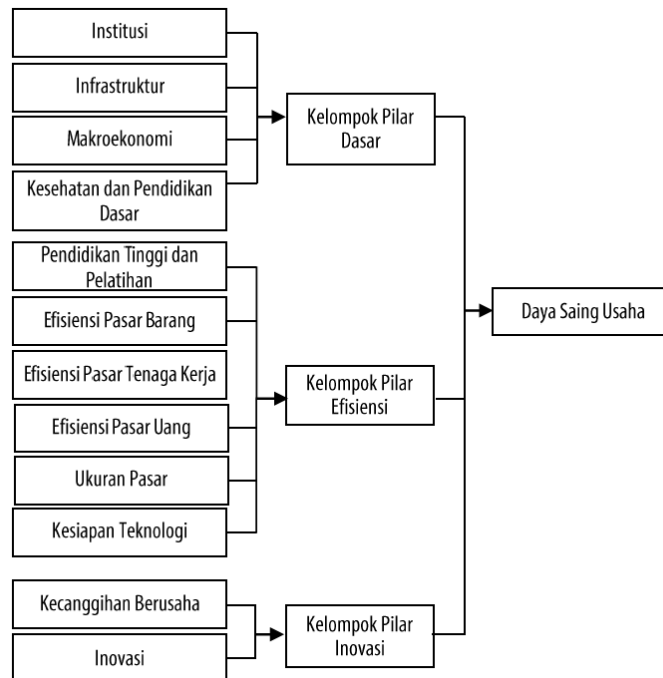 Institusi
Infrastruktur
Makroekonomi
Kesehatan dan Pendidikan
Dasar
Kelompok Pilar
Dasar
Pendidikan Tinggi dan
Pelatihan
Efisiensi Pasar Barang
Efisiensi Pasar Tenaga Kerja
Efisiensi Pasar Uang
Ukuran Pasar
Kesiapan Teknologi
Kelompok Pilar
Efisiensi
Kecanggihan Berusaha
Inovasi
Kelompok Pilar
Inovasi
Daya Saing Usaha